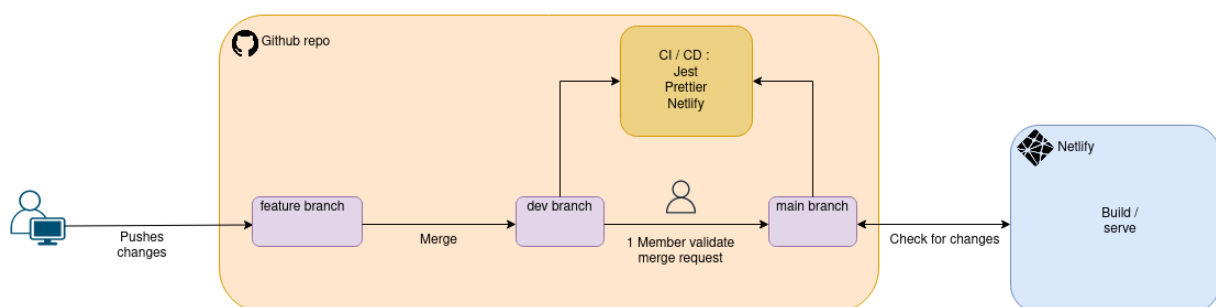 Github repo
CI / CD :
Jest
Prettier
Netlify
Netlify
feature branch
dev branch
main branch
Pushes
changes
Merge
1 Member validate
merge request
Check for changes
Build /
serve